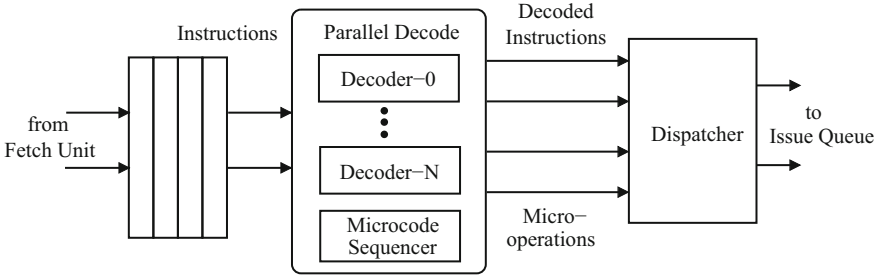 Instructions
Parallel Decode
Decoded
Instructions
Decoder−0
from
Fetch Unit
Dispatcher
to
Issue Queue
Decoder−N
Microcode
Sequencer
Micro−
operations